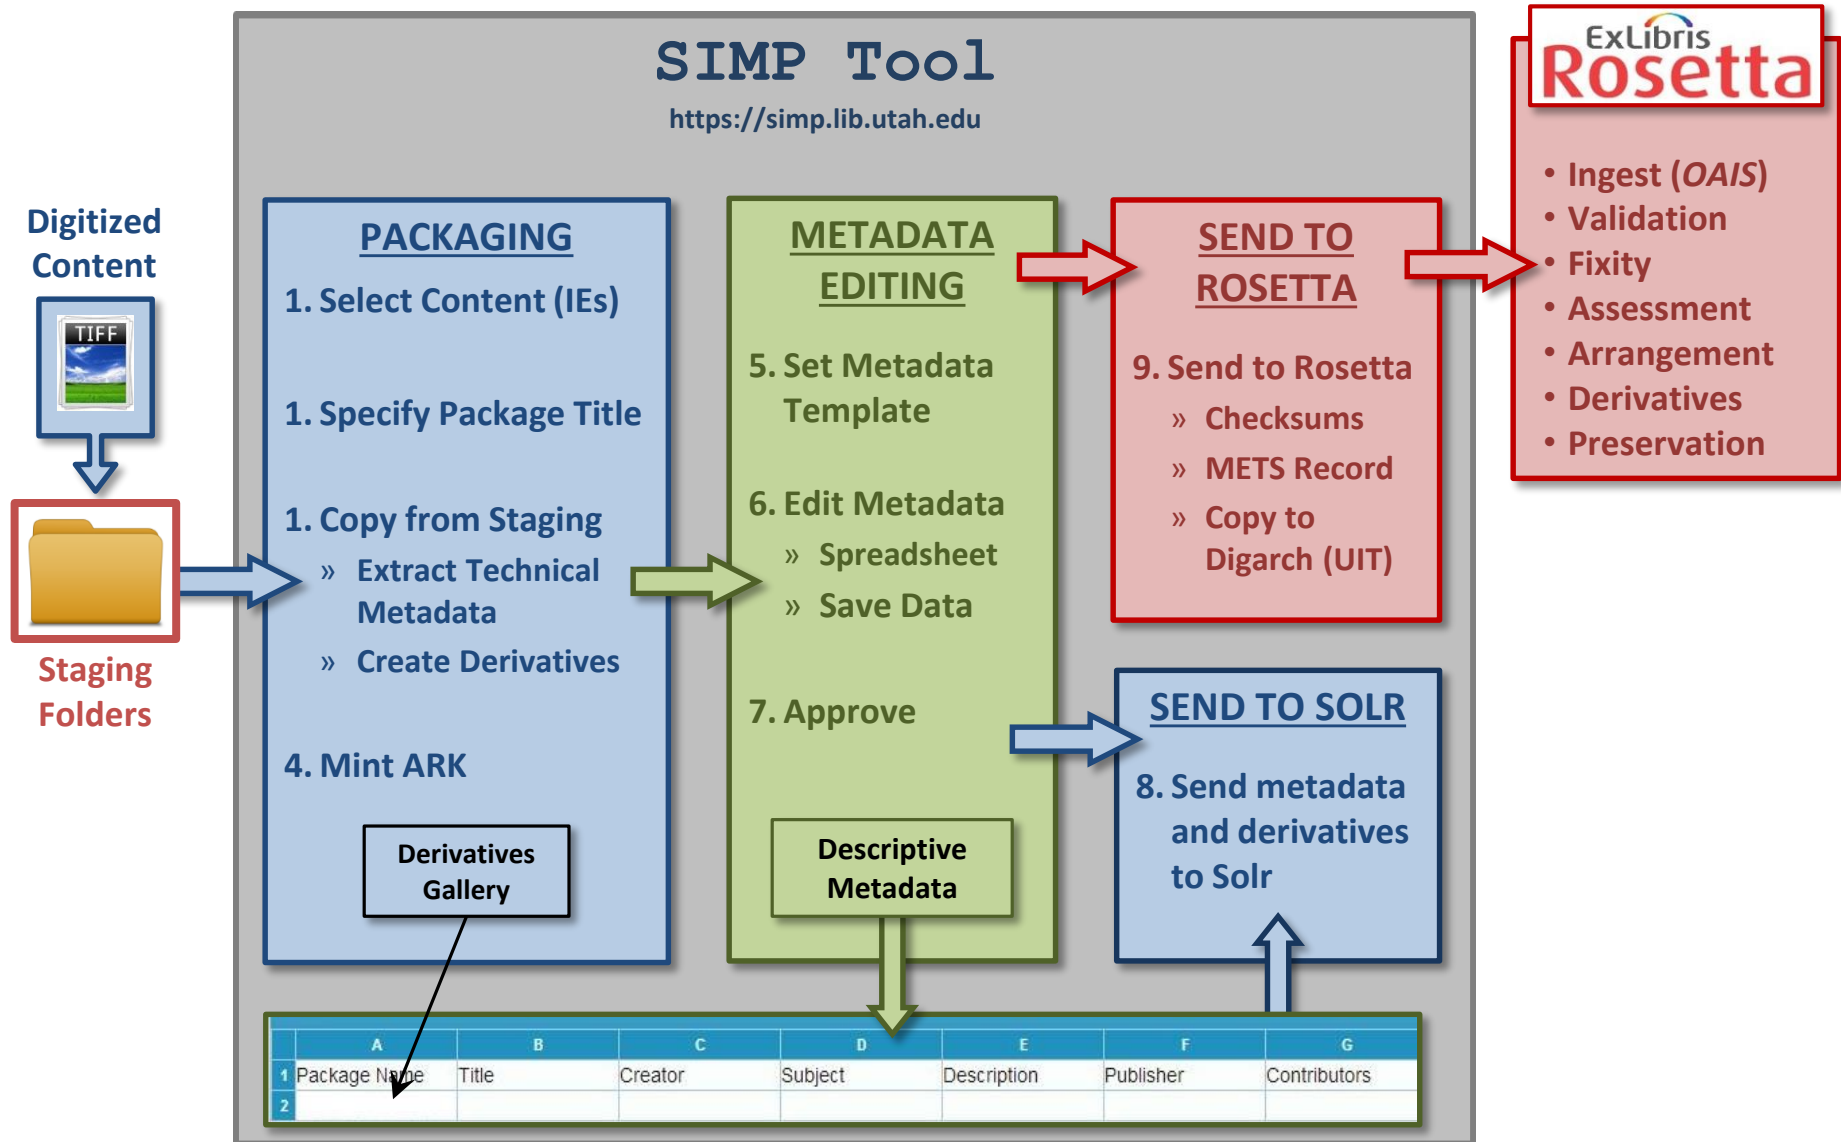 SIMP Tool
https://simp.lib.utah.edu
ExLibris
Rosetta
• Ingest (OAIS)
• Validation
• Fixity
• Assessment
• Arrangement
• Derivatives
• Preservation
Digitized
Content
TIFF
Staging
Folders
PACKAGING
1. Select Content (IEs)
1. Specify Package Title
1. Copy from Staging
» Extract Technical
Metadata
» Create Derivatives
4. Mint ARK
Derivatives
Gallery
METADATA
EDITING
5. Set Metadata
Template
6. Edit Metadata
» Spreadsheet
» Save Data
7. Approve
Descriptive
Metadata
SEND TO
ROSETTA
9. Send to Rosetta
» Checksums
» METS Record
» Copy to
Digarch (UIT)
SEND TO SOLR
8. Send metadata
and derivatives
to Solr
A B C D E F G
1 Package Name Title Creator Subject Description Publisher Contributors
2